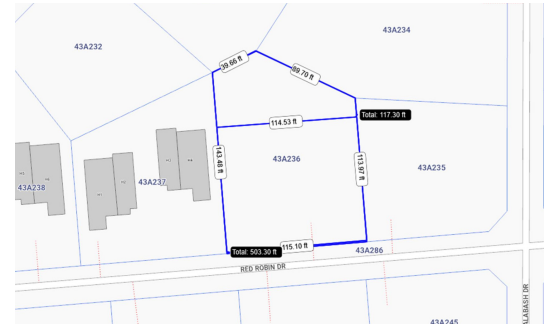 43A232
43A234
39.66 ft
89.70 ft
Total: 117.30 ft
114.53 ft
143.48 ft
43A236
113.97 ft
43A235
43A237
43A238
Total: 503.30 ft
115.10 ft
43A286
RED ROBIN DR
ALABASH DR
43A245